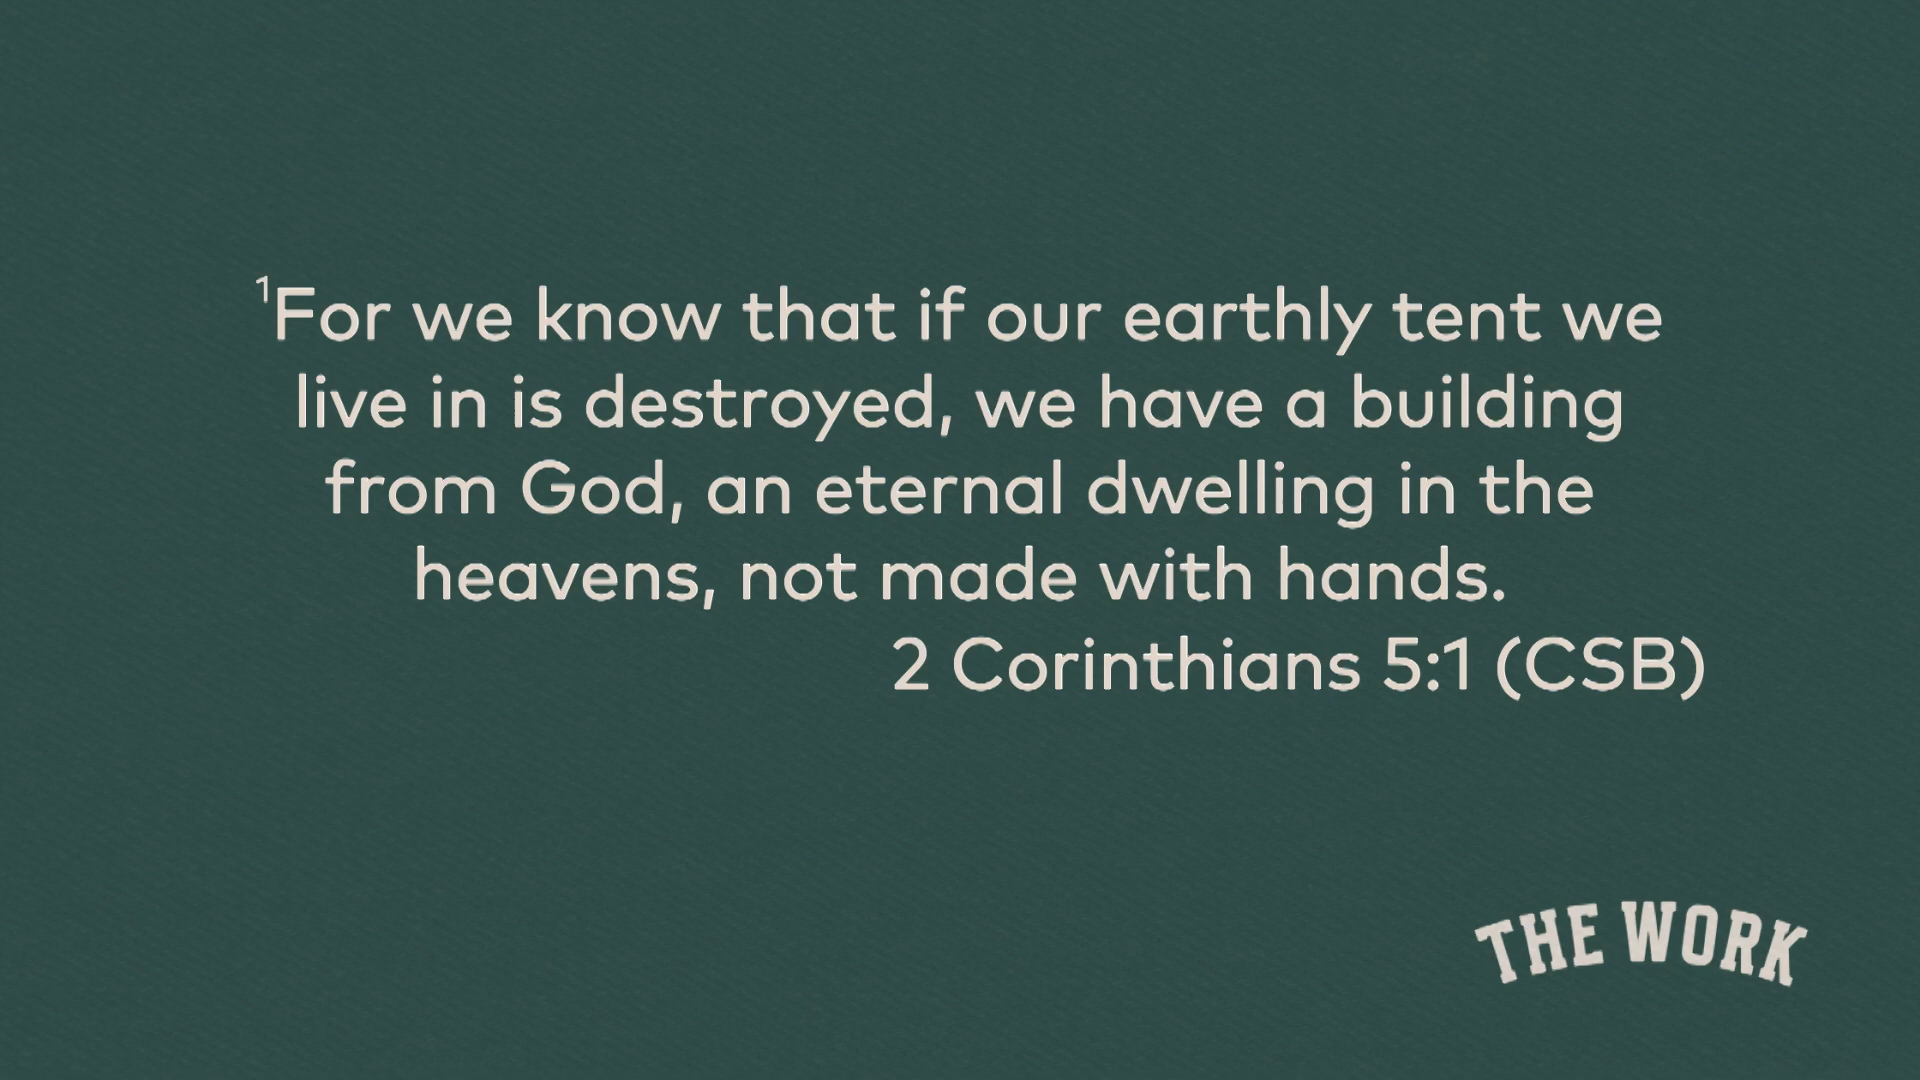 ¹For we know that if our earthly tent we
live in is destroyed, we have a building
from God, an eternal dwelling in the
heavens, not made with hands.
2 Corinthians 5:1 (CSB)
THE WORK